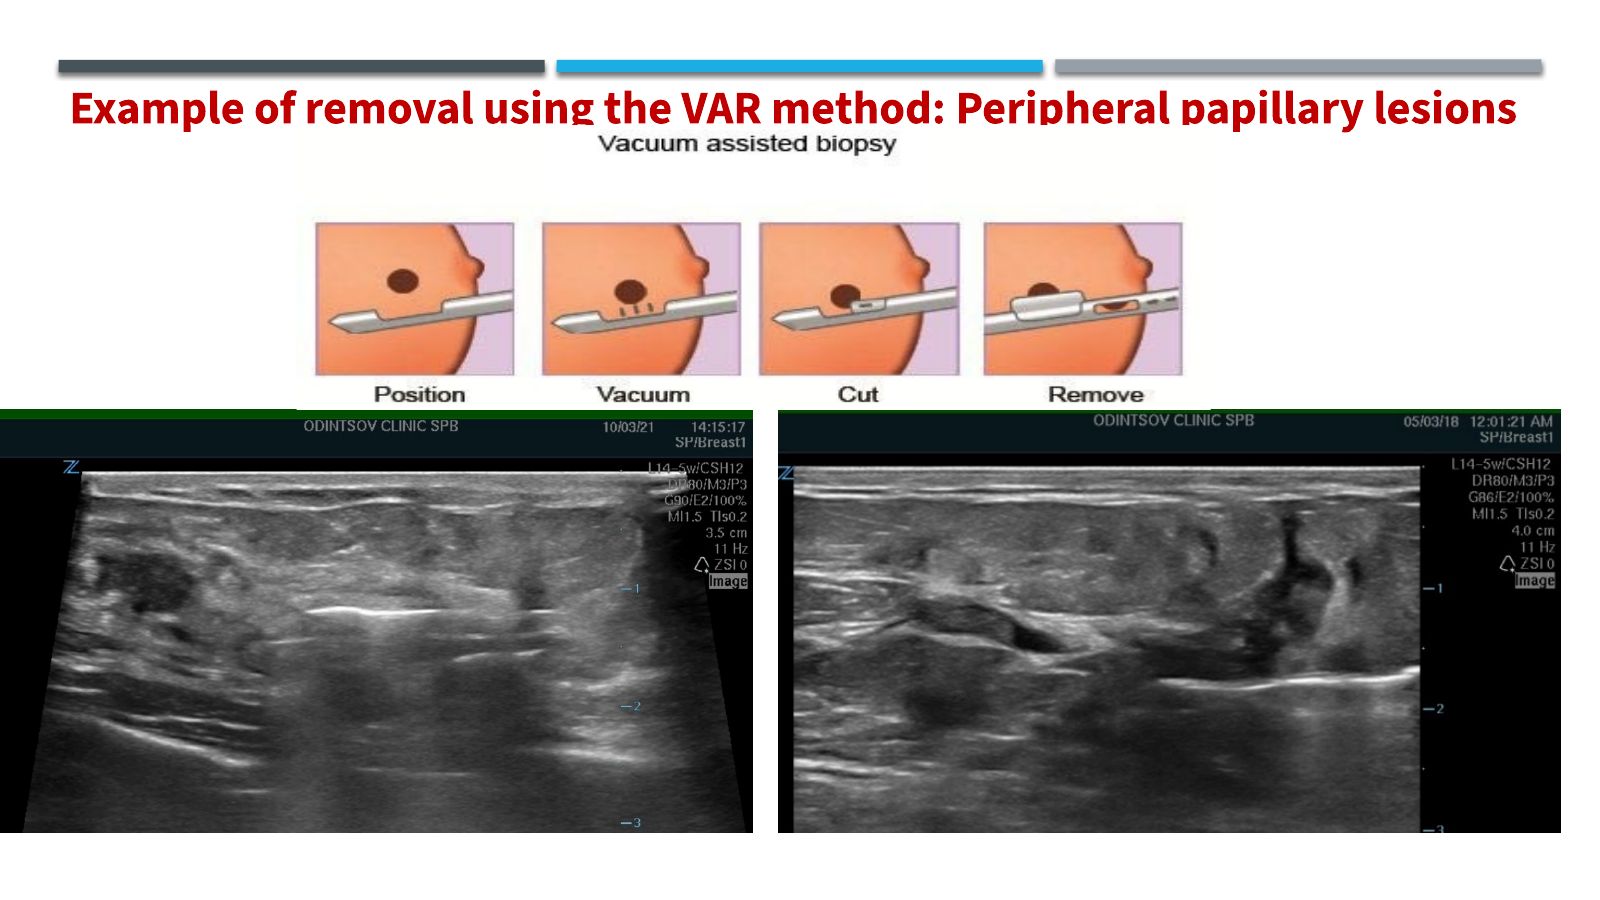 Example of removal using the VAR method: Peripheral papillary lesions
Vacuum assisted biopsy
Position
Vacuum
Cut
Remove
ODINTSOV CLINIC SPB
10/03/21 14:15:17
SP/Breast1
Z
L14-5w/CSH12
DR80/M3/P3
G90/E2/100%
MI1.5 TIs0.2
3.5 cm
11 Hz
ZSI 0
Image
1
2
3
ODINTSOV CLINIC SPB
05/03/18 12:01:21 AM
SP/Breast1
Z
L14-5w/CSH12
DR80/M3/P3
G86/E2/100%
MI1.5 TIs0.2
4.0 cm
11 Hz
ZSI 0
Image
1
2
3